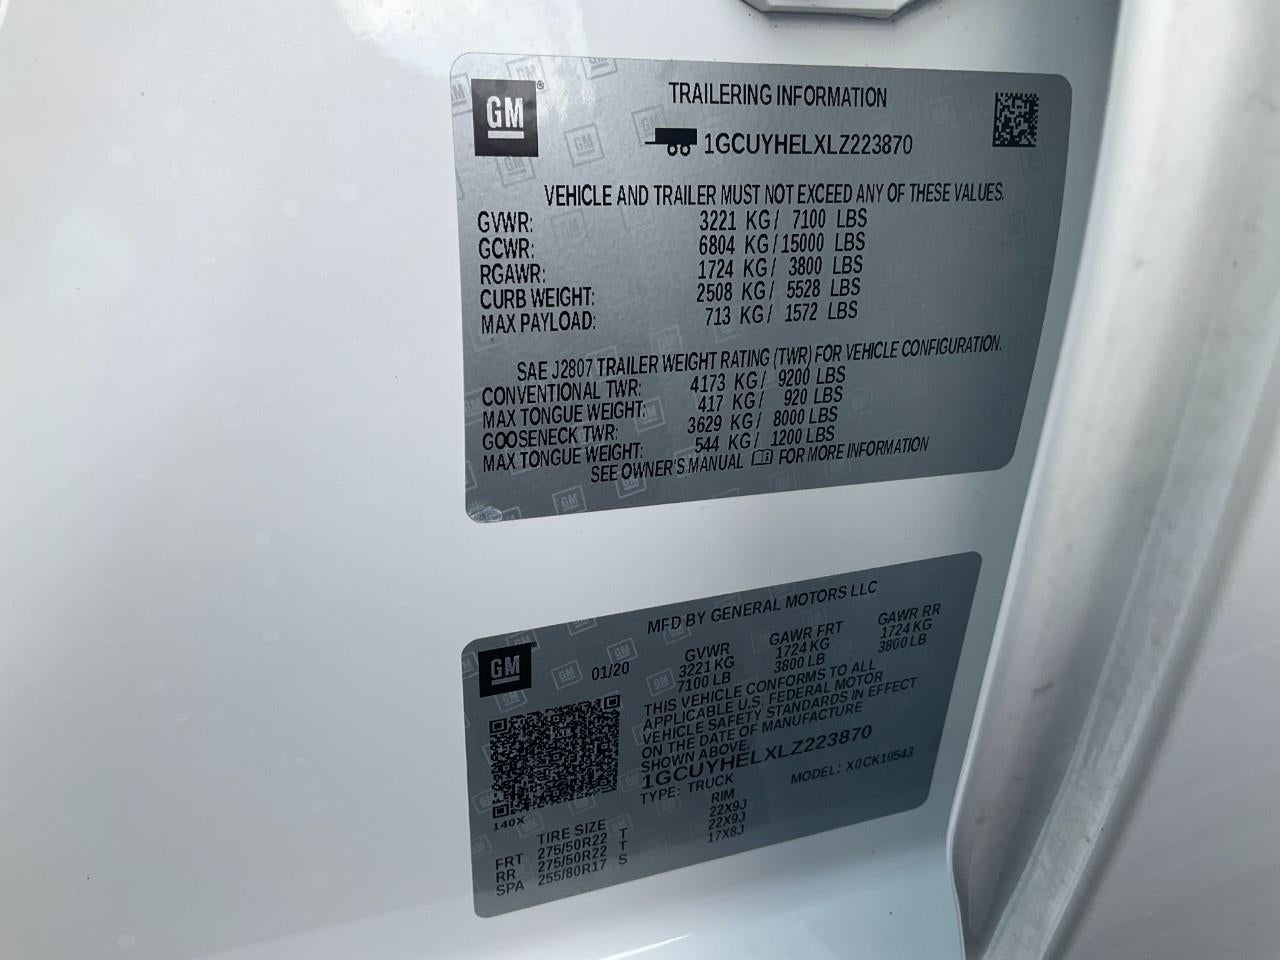 GM ®
TRAILERING INFORMATION
1GCUYHELXLZ223870
VEHICLE AND TRAILER MUST NOT EXCEED ANY OF THESE VALUES.
GVWR: 3221 KG/ 7100 LBS
GCWR: 6804 KG/15000 LBS
RGAWR: 1724 KG/ 3800 LBS
CURB WEIGHT: 2508 KG/ 5528 LBS
MAX PAYLOAD: 713 KG/ 1572 LBS
SAE J2807 TRAILER WEIGHT RATING (TWR) FOR VEHICLE CONFIGURATION.
CONVENTIONAL TWR: 4173 KG/ 9200 LBS
MAX TONGUE WEIGHT: 417 KG/ 920 LBS
GOOSENECK TWR: 3629 KG/ 8000 LBS
MAX TONGUE WEIGHT: 544 KG/ 1200 LBS
SEE OWNER'S MANUAL FOR MORE INFORMATION
MFD BY GENERAL MOTORS LLC
GM
01/20
GVWR GAWR FRT GAWR RR
3221 KG 1724 KG 1724 KG
7100 LB 3800 LB 3800 LB
THIS VEHICLE CONFORMS TO ALL
APPLICABLE U.S. FEDERAL MOTOR
VEHICLE SAFETY STANDARDS IN EFFECT
ON THE DATE OF MANUFACTURE
SHOWN ABOVE.
1GCUYHELXLZ223870
TYPE: TRUCK MODEL: X0CK10543
140X
TIRE SIZE RIM
FRT 275/50R22 T 22X9J
RR 275/50R22 T 22X9J
SPA 255/80R17 S 17X8J